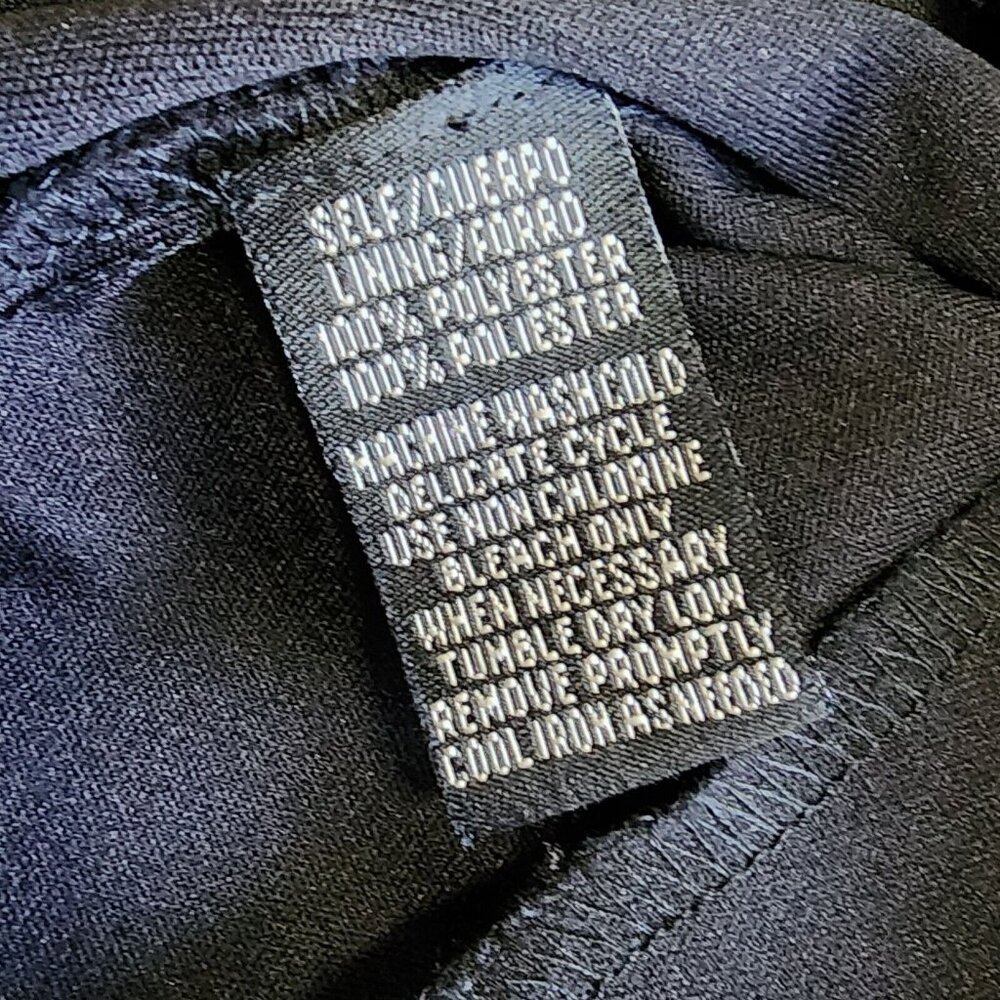 SELF/CUERPO
LINING/FORRO
100% POLYESTER
100% POLIESTER
MACHINE WASH COLD
DELICATE CYCLE
USE NON CHLORINE
BLEACH ONLY
WHEN NECESSARY
TUMBLE DRY LOW
REMOVE PROMPTLY
COOL IRON AS NEEDED